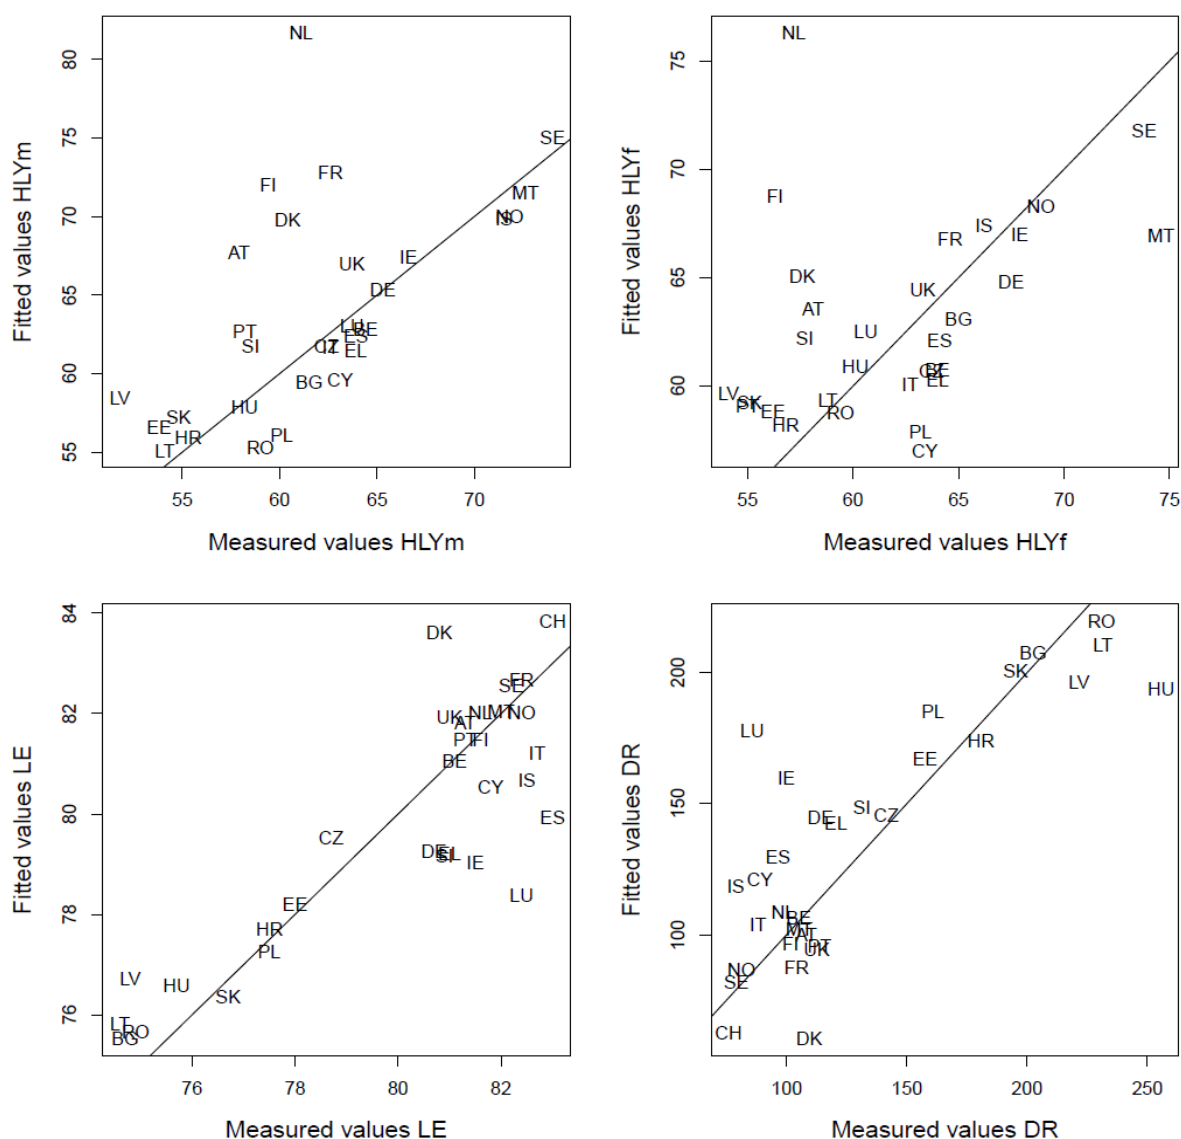 Fitted values HLYm
80
75
70
65
60
55
NL
SE
FR
FI
MT
DK
NO
IS
AT
UK
IE
DE
LU
BE
PT
ES
SI
CZ
IT
EL
BG
CY
LV
HU
SK
EE
HR
PL
LT
RO
55 60 65 70
Measured values HLYm
Fitted values HLYf
75
70
65
60
NL
SE
FI
NO
IS
FR
IE
MT
DK
DE
UK
AT
BG
LU
SI
ES
HU
CZ
BE
EL
IT
LV
SK
PT
LT
EE
RO
HR
PL
CY
55 60 65 70 75
Measured values HLYf
Fitted values LE
84
82
80
78
76
CH
DK
FR
SE
UK
NL
MT
NO
AT
PT
FI
IT
BE
IS
CY
ES
CZ
DE
SI
EL
IE
LU
EE
HR
PL
LV
HU
SK
LT
RO
BG
76 78 80 82
Measured values LE
Fitted values DR
200
150
100
RO
LT
BG
SK
LV
HU
PL
LU
HR
EE
IE
SI
DE
CZ
EL
ES
CY
IS
NL
BE
IT
MT
AT
FI
PT
UK
NO
FR
SE
CH
DK
100 150 200 250
Measured values DR